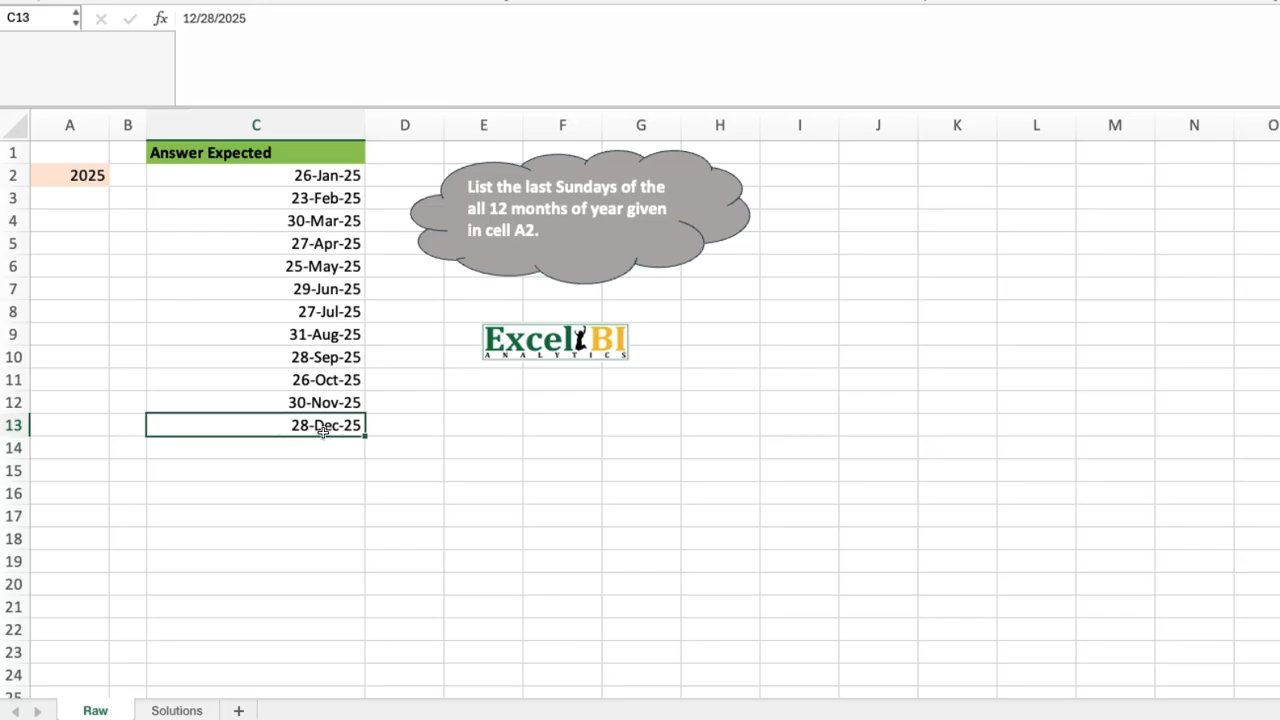 C13
fx 12/28/2025
A B C D E F G H I J K L M N O
1 Answer Expected
2 2025 26-Jan-25
3 23-Feb-25
4 30-Mar-25
5 27-Apr-25
6 25-May-25
7 29-Jun-25
8 27-Jul-25
9 31-Aug-25
10 28-Sep-25
11 26-Oct-25
12 30-Nov-25
13 28-Dec-25
14
15
16
17
18
19
20
21
22
23
24
25
List the last Sundays of the
all 12 months of year given
in cell A2.
Excel BI
ANALYTICS
Raw Solutions +